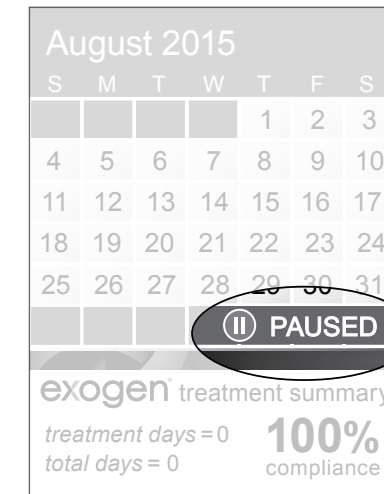 August 2015
S M T W T F S
1 2 3
4 5 6 7 8 9 10
11 12 13 14 15 16 17
18 19 20 21 22 23 24
25 26 27 28 29 30 31
PAUSED
exogen® treatment summary
treatment days = 0
total days = 0
100%
compliance